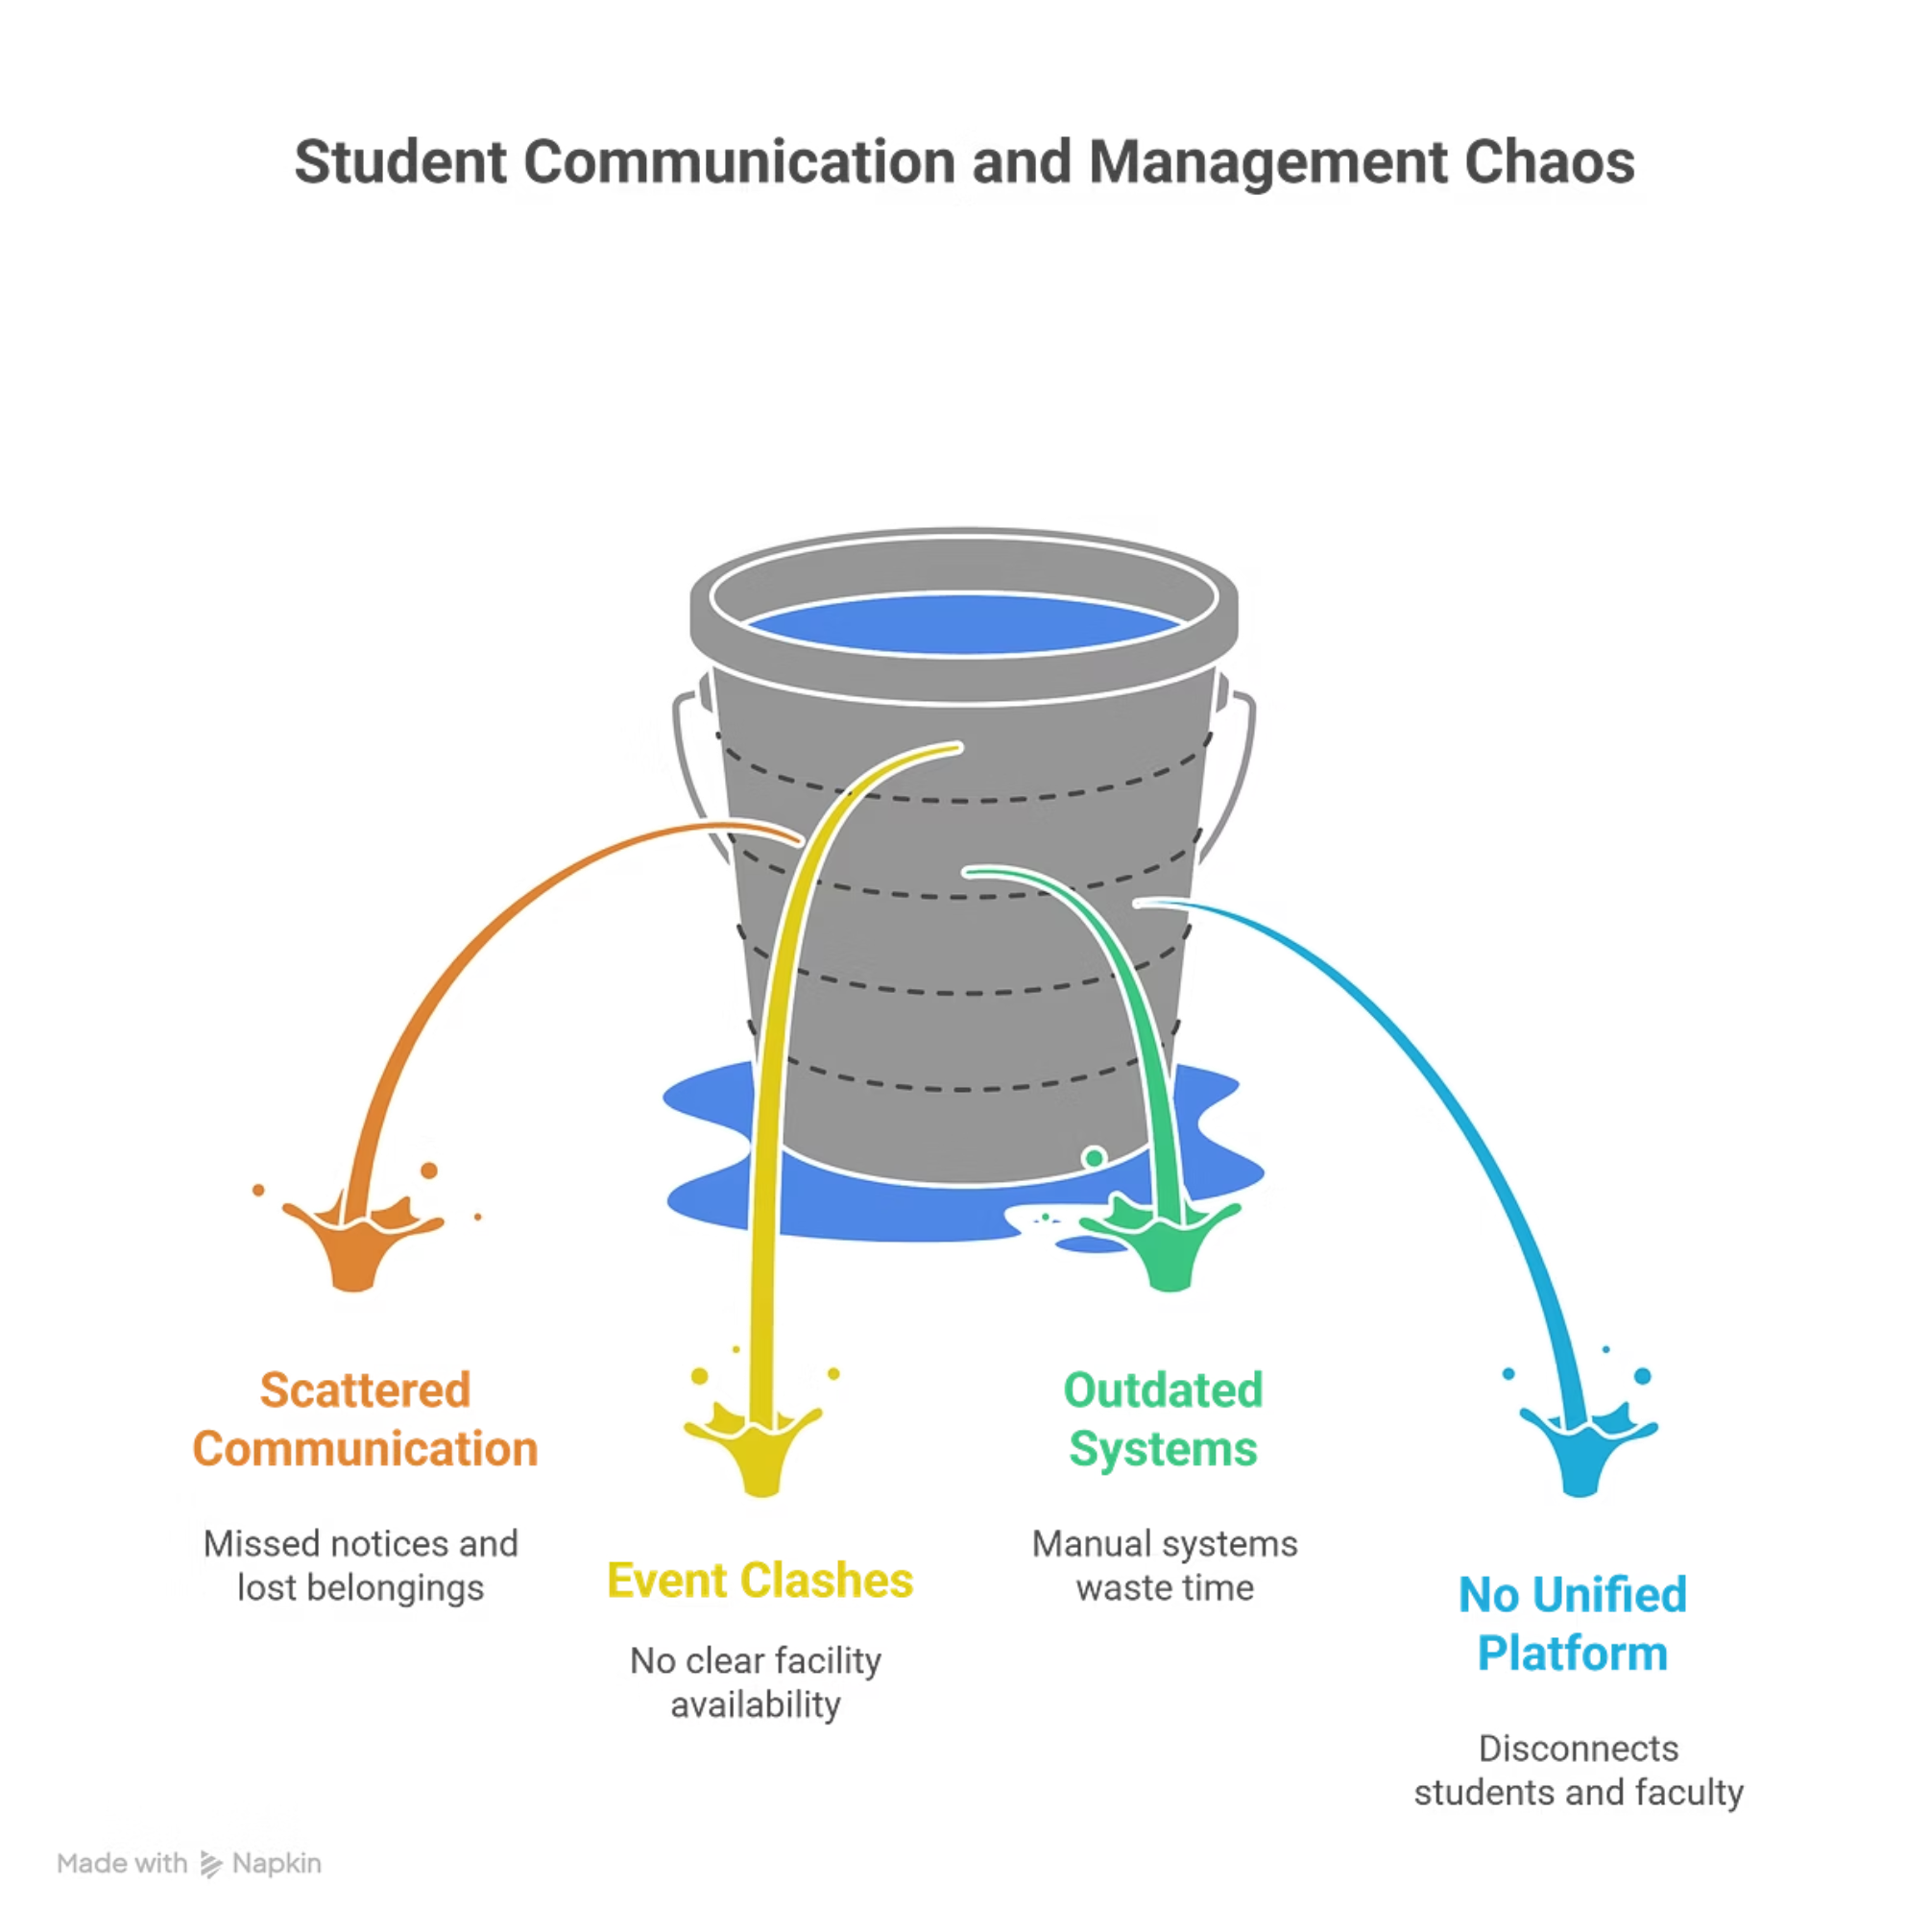 Student Communication and Management Chaos
Scattered
Communication
Missed notices and
lost belongings
Event Clashes
No clear facility
availability
Outdated
Systems
Manual systems
waste time
No Unified
Platform
Disconnects
students and faculty
Made with Napkin